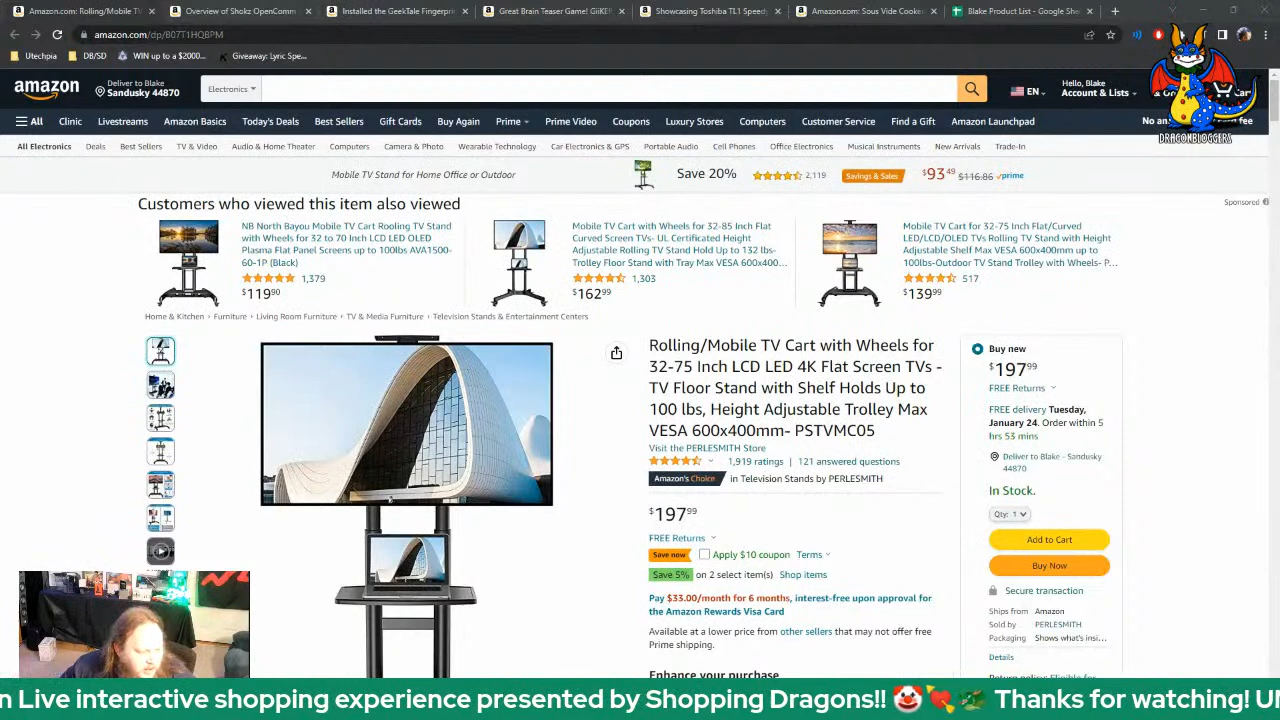 Amazon.com: Rolling/Mobile TV
Overview of Shokz OpenComm
Installed the GeekTale Fingerpri
Great Brain Teaser Game! GiiKER
Showcasing Toshiba TL1 Speedy
Amazon.com: Sous Vide Cooker
Blake Product List - Google She
amazon.com/dp/B07T1HQBPM
Utechpia
DB/SD
WIN up to a $2000...
Giveaway: Lyric Spe...
amazon
Deliver to Blake
Sandusky 44870
Electronics
EN
Hello, Blake
Account & Lists
Cart
DRAGONBLOGGERS
All
Clinic
Livestreams
Amazon Basics
Today's Deals
Best Sellers
Gift Cards
Buy Again
Prime
Prime Video
Coupons
Luxury Stores
Computers
Customer Service
Find a Gift
Amazon Launchpad
All Electronics
Deals
Best Sellers
TV & Video
Audio & Home Theater
Computers
Camera & Photo
Wearable Technology
Car Electronics & GPS
Portable Audio
Cell Phones
Office Electronics
Musical Instruments
New Arrivals
Trade-In
Mobile TV Stand for Home Office or Outdoor
Save 20%
2,119
Savings & Sales
$93.49 $116.86 prime
Sponsored
Customers who viewed this item also viewed
NB North Bayou Mobile TV Cart Rooling TV Stand
with Wheels for 32 to 70 Inch LCD LED OLED
Plasma Flat Panel Screens up to 100lbs AVA1500-
60-1P (Black)
1,379
$119.90
Mobile TV Cart with Wheels for 32-85 Inch Flat
Curved Screen TVs- UL Certificated Height
Adjustable Rolling TV Stand Hold Up to 132 lbs-
Trolley Floor Stand with Tray Max VESA 600x400...
1,303
$162.99
Mobile TV Cart for 32-75 Inch Flat/Curved
LED/LCD/OLED TVs Rolling TV Stand with Height
Adjustable Shelf Max VESA 600x400mm up to
100lbs-Outdoor TV Stand Trolley with Wheels- P...
517
$139.99
Home & Kitchen › Furniture › Living Room Furniture › TV & Media Furniture › Television Stands & Entertainment Centers
Rolling/Mobile TV Cart with Wheels for
32-75 Inch LCD LED 4K Flat Screen TVs -
TV Floor Stand with Shelf Holds Up to
100 lbs, Height Adjustable Trolley Max
VESA 600x400mm- PSTVMC05
Visit the PERLESMITH Store
1,919 ratings | 121 answered questions
Amazon's Choice in Television Stands by PERLESMITH
$197.99
FREE Returns
Save now Apply $10 coupon Terms
Save 5% on 2 select item(s) Shop items
Pay $33.00/month for 6 months, interest-free upon approval for
the Amazon Rewards Visa Card
Available at a lower price from other sellers that may not offer free
Prime shipping.
Enhance your purchase
Buy new
$197.99
FREE Returns
FREE delivery Tuesday,
January 24. Order within 5
hrs 53 mins
Deliver to Blake - Sandusky
44870
In Stock.
Qty: 1
Add to Cart
Buy Now
Secure transaction
Ships from Amazon
Sold by PERLESMITH
Packaging Shows what's insi...
Details
n Live interactive shopping experience presented by Shopping Dragons!! 🤡💘🐲 Thanks for watching!